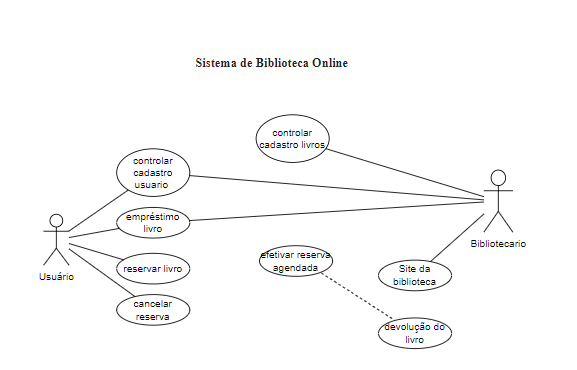 Sistema de Biblioteca Online
controlar
cadastro livros
controlar
cadastro
usuario
empréstimo
livro
Bibliotecario
efetivar reserva
agendada
reservar livro
Usuário
Site da
biblioteca
cancelar
reserva
devolução do
livro